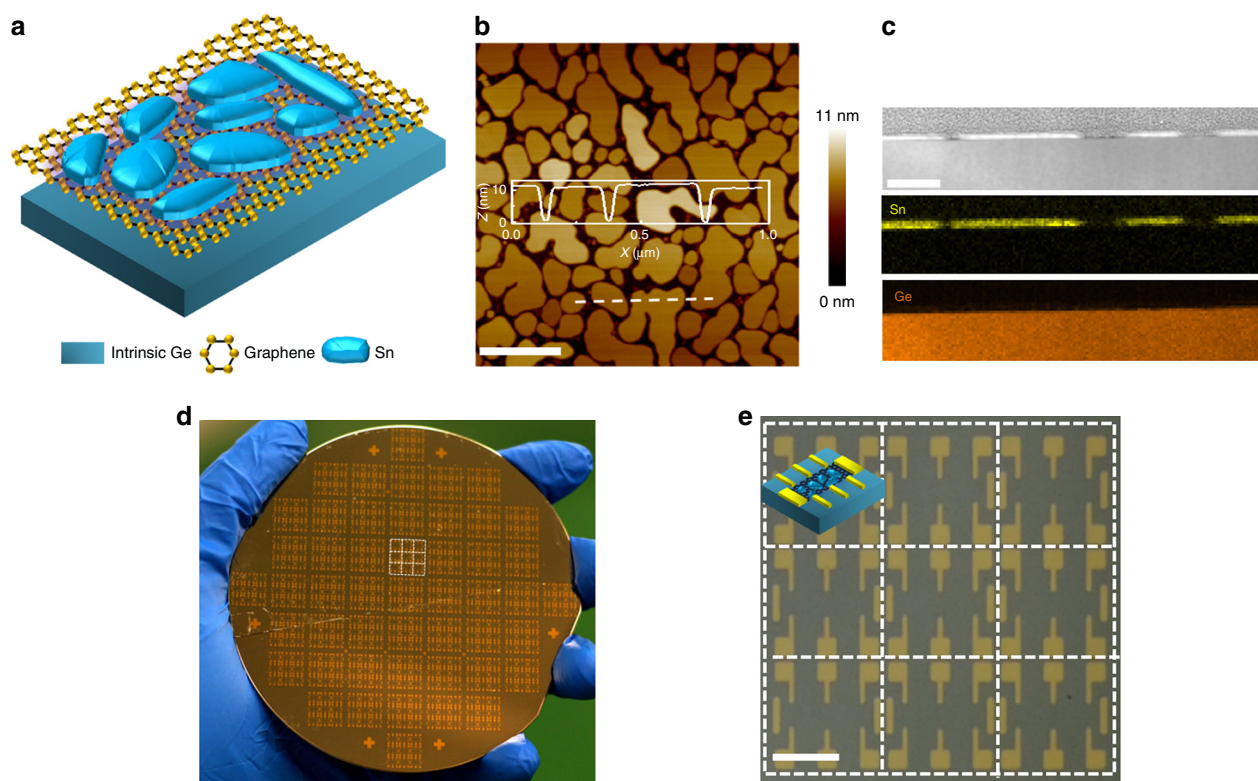 a
Intrinsic Ge
Graphene
Sn
b
11 nm
0 nm
Z (nm)
10
0
0.0
0.5
1.0
X (μm)
c
Sn
Ge
d
e